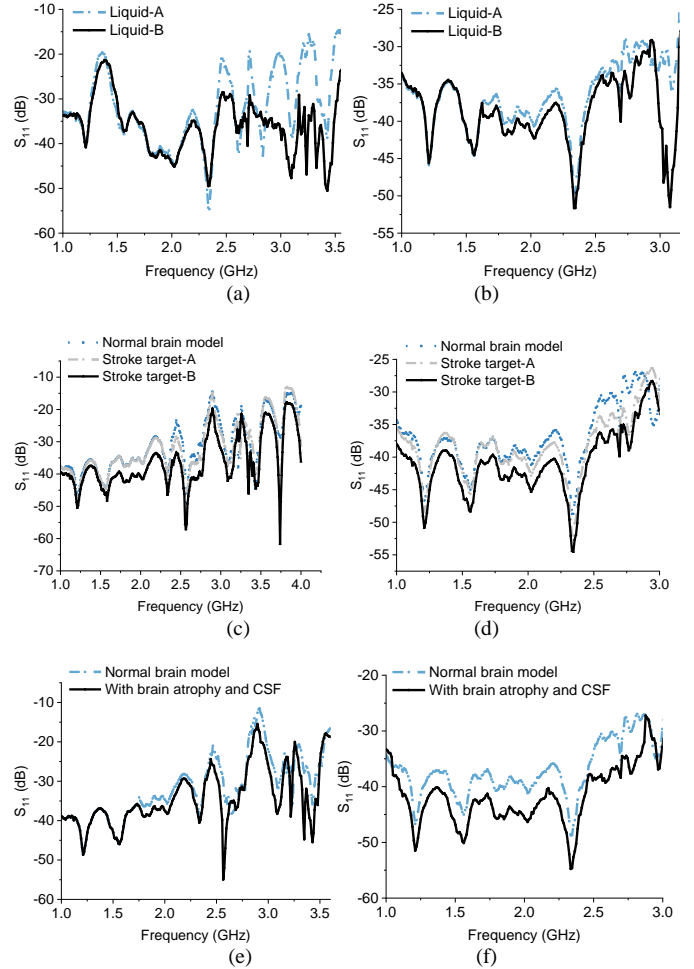 Liquid-A
Liquid-B
-10
-20
-30
-40
-50
-60
S11 (dB)
1.0 1.5 2.0 2.5 3.0 3.5
Frequency (GHz)
(a)
Liquid-A
Liquid-B
-25
-30
-35
-40
-45
-50
-55
S11 (dB)
1.0 1.5 2.0 2.5 3.0
Frequency (GHz)
(b)
Normal brain model
Stroke target-A
Stroke target-B
-10
-20
-30
-40
-50
-60
-70
S11 (dB)
1.0 1.5 2.0 2.5 3.0 3.5 4.0
Frequency (GHz)
(c)
Normal brain model
Stroke target-A
Stroke target-B
-25
-30
-35
-40
-45
-50
-55
S11 (dB)
1.0 1.5 2.0 2.5 3.0
Frequency (GHz)
(d)
Normal brain model
With brain atrophy and CSF
-10
-20
-30
-40
-50
-60
S11 (dB)
1.0 1.5 2.0 2.5 3.0 3.5
Frequency (GHz)
(e)
Normal brain model
With brain atrophy and CSF
-20
-30
-40
-50
-60
S11 (dB)
1.0 1.5 2.0 2.5 3.0
Frequency (GHz)
(f)